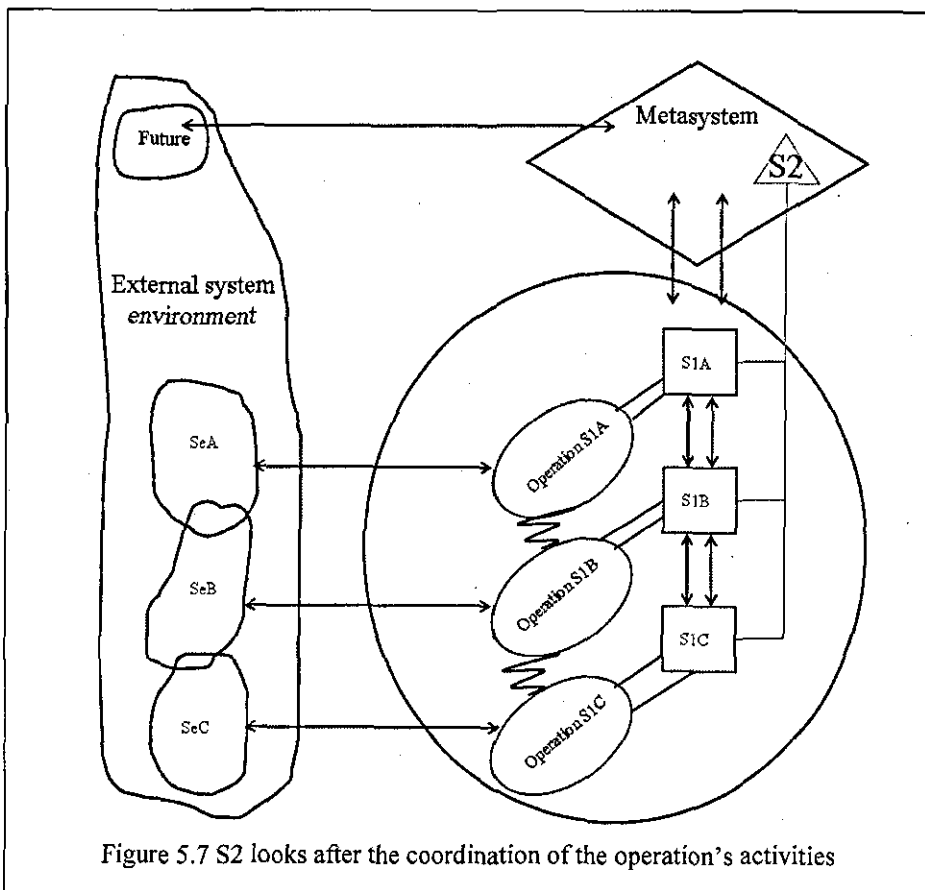 Metasystem
Future
S2
External system
environment
S1A
SeA
Operation S1A
S1B
SeB
Operation S1B
S1C
SeC
Operation S1C
Figure 5.7 S2 looks after the coordination of the operation's activities